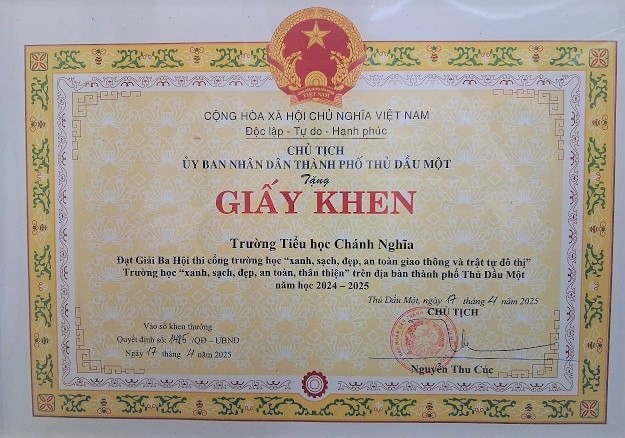 VIỆT NAM
CỘNG HÒA XÃ HỘI CHỦ NGHĨA VIỆT NAM
Độc lập - Tự do - Hạnh phúc
CHỦ TỊCH
ỦY BAN NHÂN DÂN THÀNH PHỐ THỦ DẦU MỘT
Tặng
GIẤY KHEN
Trường Tiểu học Chánh Nghĩa
Đạt Giải Ba Hội thi cổng trường học “xanh, sạch, đẹp, an toàn giao thông và trật tự đô thị”
Trường học “xanh, sạch, đẹp, an toàn, thân thiện” trên địa bàn thành phố Thủ Dầu Một
năm học 2024 – 2025
Thủ Dầu Một, ngày 17 tháng 4 năm 2025
CHỦ TỊCH
Vào sổ khen thưởng
Quyết định số: 1485 /QĐ – UBND
Ngày 17 tháng 4 năm 2025
Nguyễn Thu Cúc